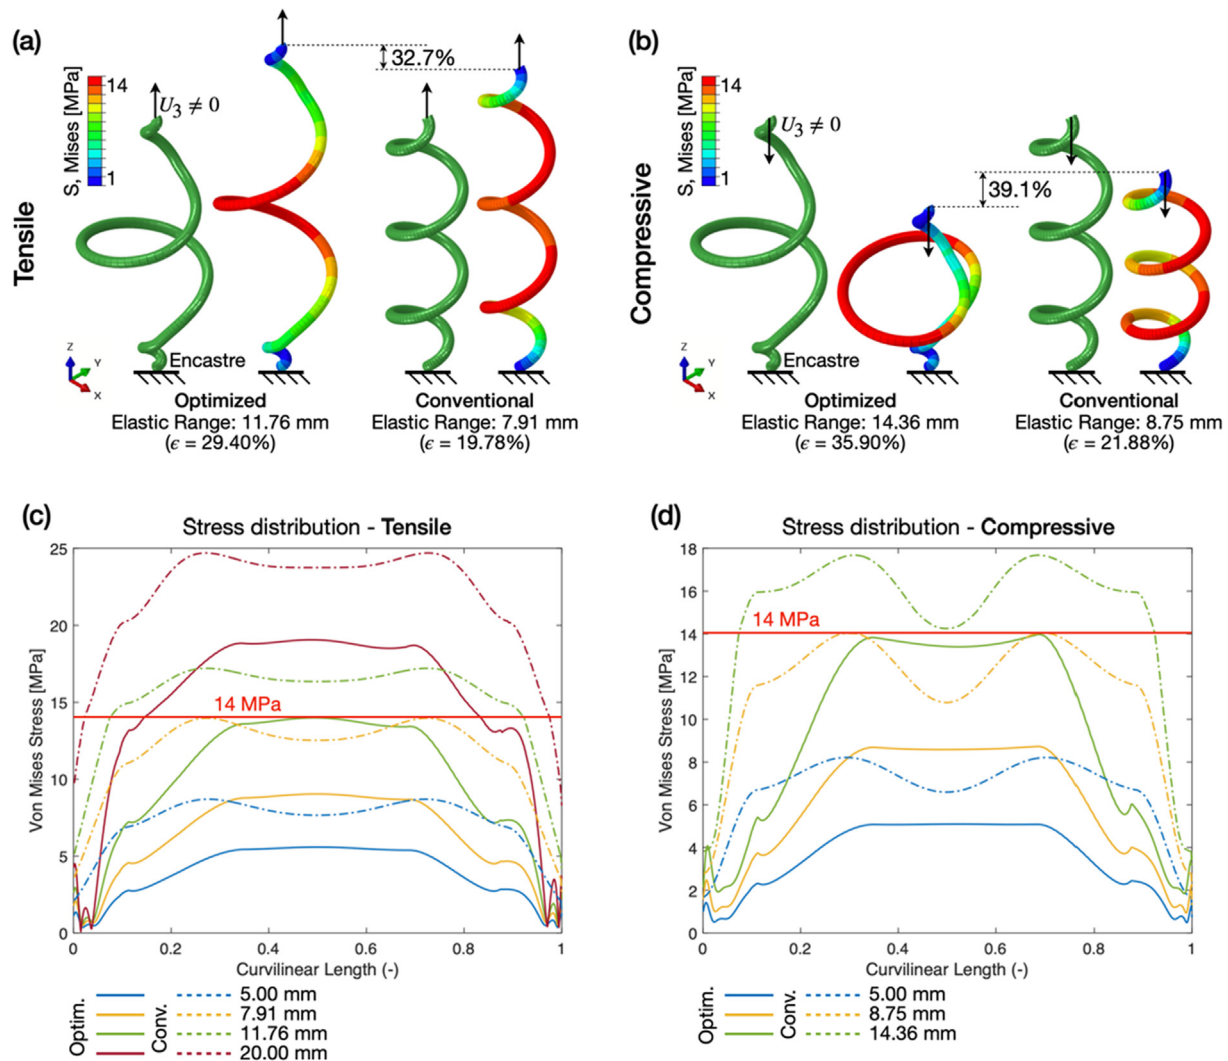 (a)
14
S, Mises [MPa]
1
U₃ ≠ 0
32.7%
Tensile
Z
Y
X
Encastre
Optimized
Elastic Range: 11.76 mm
(ϵ = 29.40%)
Conventional
Elastic Range: 7.91 mm
(ϵ = 19.78%)
(b)
14
S, Mises [MPa]
1
U₃ ≠ 0
39.1%
Compressive
Z
Y
X
Encastre
Optimized
Elastic Range: 14.36 mm
(ϵ = 35.90%)
Conventional
Elastic Range: 8.75 mm
(ϵ = 21.88%)
(c)
Stress distribution - Tensile
Von Mises Stress [MPa]
25
20
15
10
5
0
14 MPa
0 0.2 0.4 0.6 0.8 1
Curvilinear Length (-)
Optim.
Conv.
5.00 mm
7.91 mm
11.76 mm
20.00 mm
(d)
Stress distribution - Compressive
Von Mises Stress [MPa]
18
16
14
12
10
8
6
4
2
0
14 MPa
0 0.2 0.4 0.6 0.8 1
Curvilinear Length (-)
Optim.
Conv.
5.00 mm
8.75 mm
14.36 mm